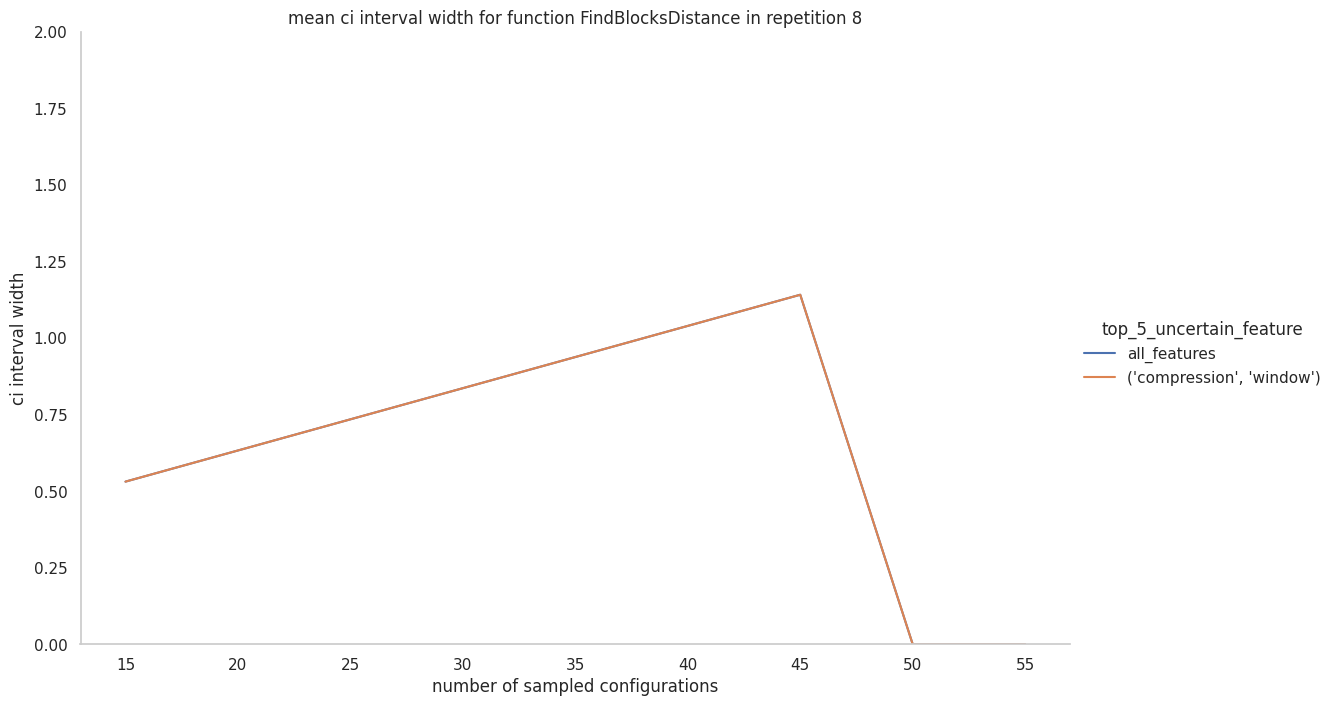 mean ci interval width for function FindBlocksDistance in repetition 8
2.00
1.75
1.50
1.25
1.00
0.75
0.50
0.25
0.00
ci interval width
15 20 25 30 35 40 45 50 55
number of sampled configurations
top_5_uncertain_feature
all_features
('compression', 'window')